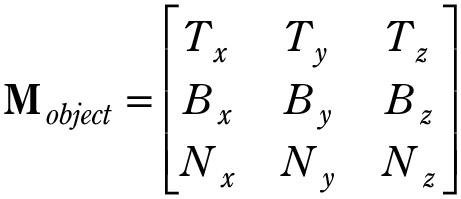 T_x T_y T_z
M_object = B_x B_y B_z
N_x N_y N_z